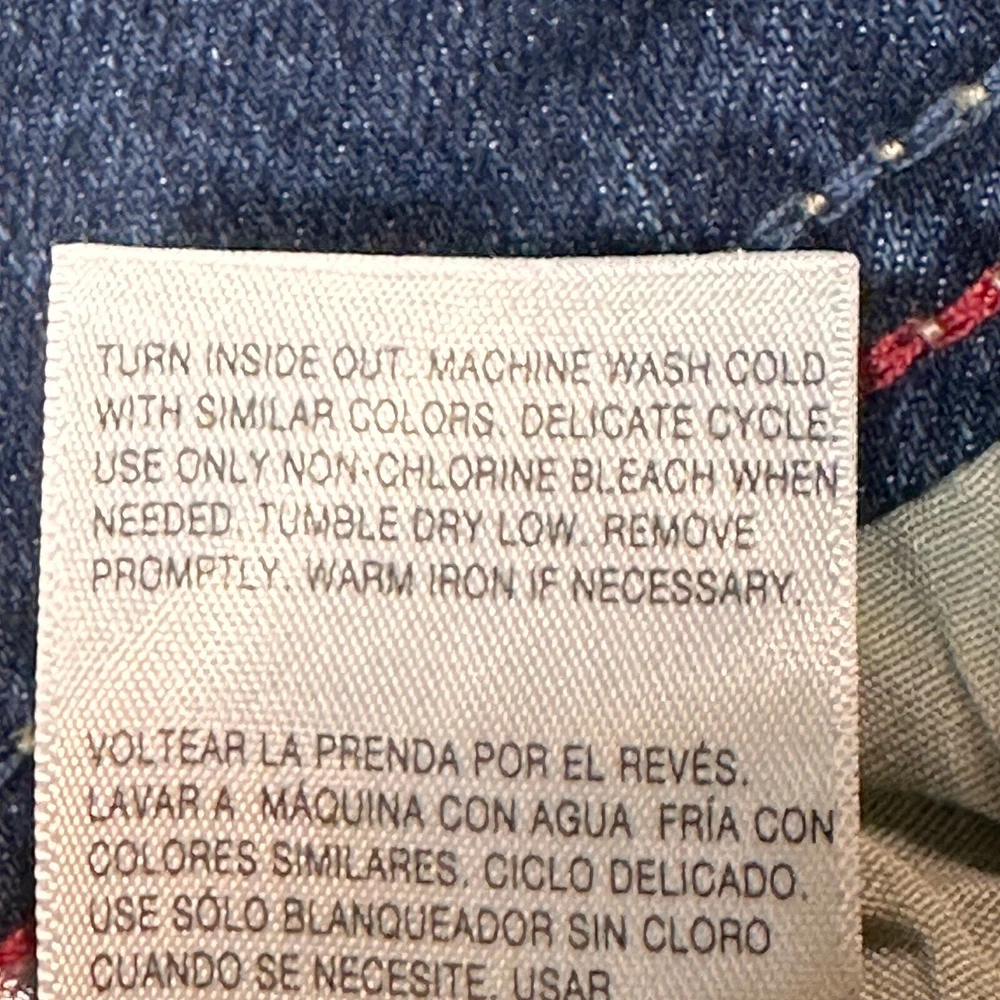 TURN INSIDE OUT. MACHINE WASH COLD
WITH SIMILAR COLORS. DELICATE CYCLE.
USE ONLY NON-CHLORINE BLEACH WHEN
NEEDED. TUMBLE DRY LOW. REMOVE
PROMPTLY. WARM IRON IF NECESSARY.
VOLTEAR LA PRENDA POR EL REVÉS.
LAVAR A MÁQUINA CON AGUA FRÍA CON
COLORES SIMILARES. CICLO DELICADO.
USE SÓLO BLANQUEADOR SIN CLORO
CUANDO SE NECESITE. USAR